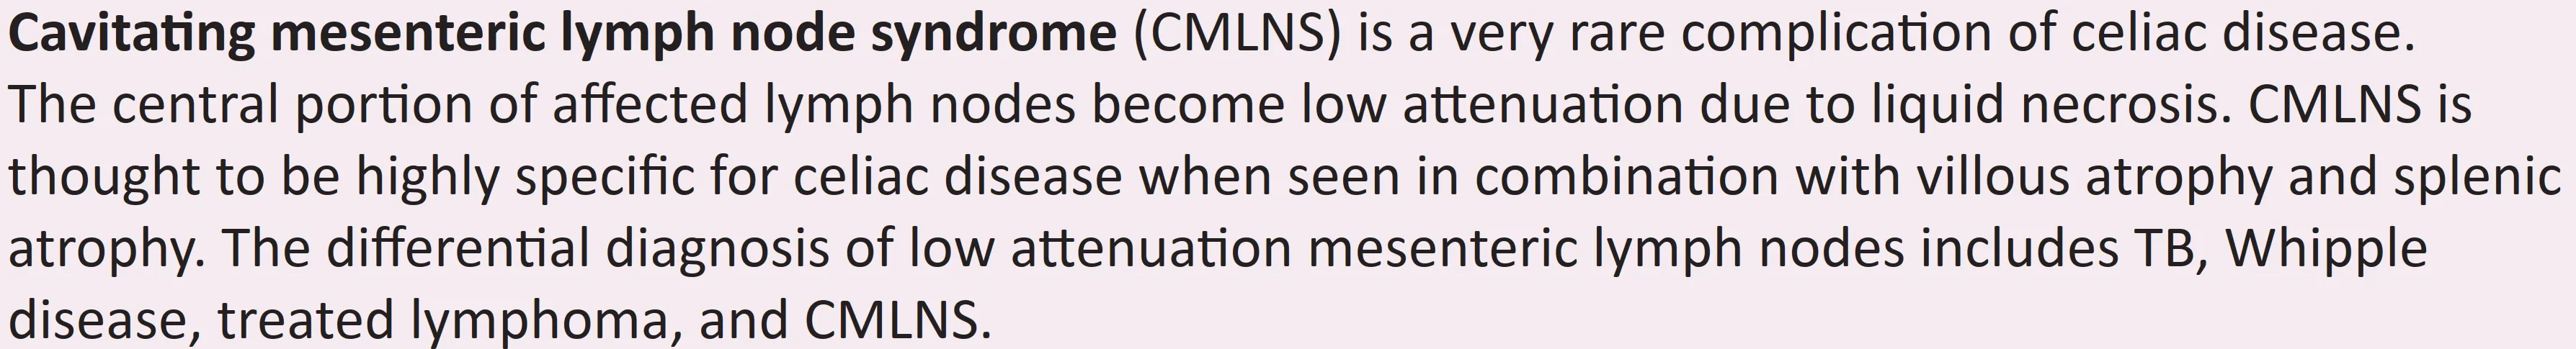 Cavitating mesenteric lymph node syndrome (CMLNS) is a very rare complication of celiac disease.
The central portion of affected lymph nodes become low attenuation due to liquid necrosis. CMLNS is
thought to be highly specific for celiac disease when seen in combination with villous atrophy and splenic
atrophy. The differential diagnosis of low attenuation mesenteric lymph nodes includes TB, Whipple
disease, treated lymphoma, and CMLNS.